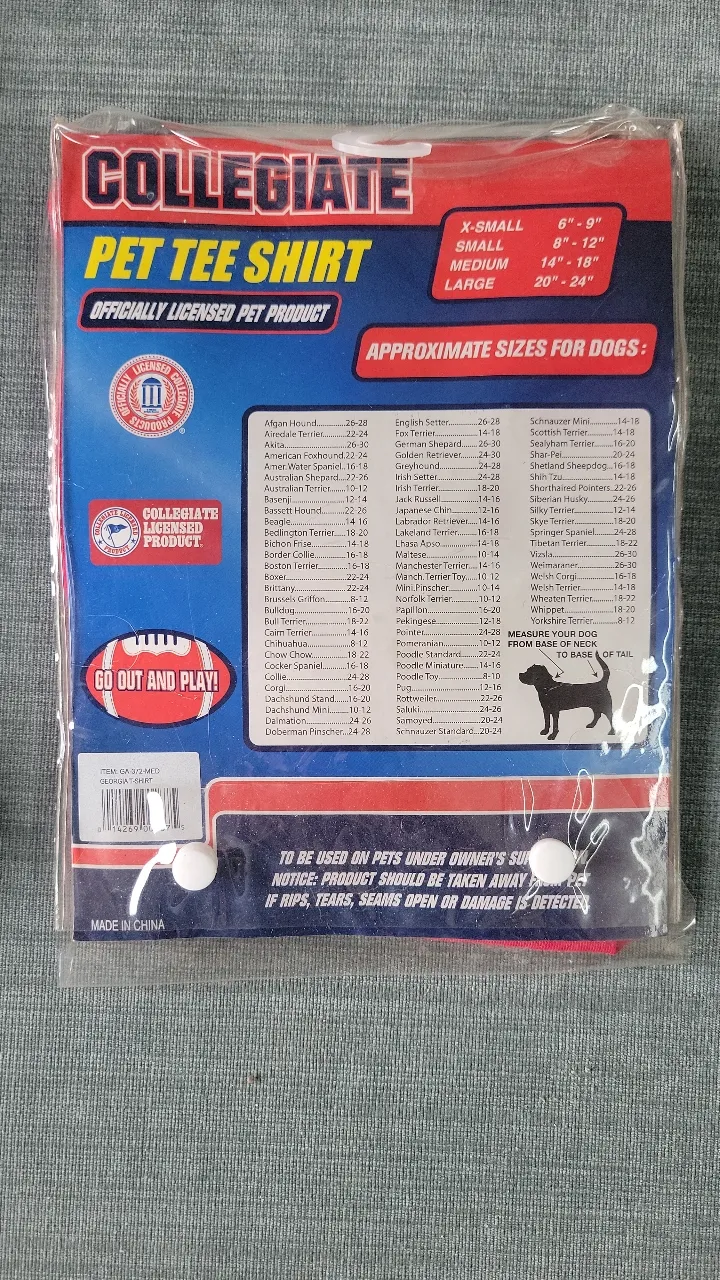 COLLEGIATE
PET TEE SHIRT
OFFICIALLY LICENSED PET PRODUCT
X-SMALL 6" - 9"
SMALL 8" - 12"
MEDIUM 14" - 18"
LARGE 20" - 24"
APPROXIMATE SIZES FOR DOGS:
OFFICIALLY LICENSED COLLEGIATE PRODUCTS
COLLEGIATE LICENSED PRODUCT
COLLEGIATE
LICENSED
PRODUCT.
GO OUT AND PLAY!
Afgan Hound..............26-28
Airedale Terrier..........22-24
Akita............................26-30
American Foxhound.22-24
Amer.Water Spaniel..16-18
Australian Shepard.....22-26
Australian Terrier........10-12
Basenji........................12-14
Bassett Hound...........22-26
Beagle.........................14-16
Bedlington Terrier......18-20
Bichon Frise...............14-18
Border Collie..............16-18
Boston Terrier............16-18
Boxer..........................22-24
Brittany.......................22-24
Brussels Griffon.........8-12
Bulldog.......................16-20
Bull Terrier..................18-22
Cairn Terrier...............14-16
Chihuahua..................8-12
Chow Chow...............18-22
Cocker Spaniel..........16-18
Collie..........................24-28
Corgi..........................16-20
Dachshund Stand......16-20
Dachshund Mini........10-12
Dalmation..................24-26
Doberman Pinscher..24-28
English Setter.............26-28
Fox Terrier..................14-18
German Shepard.......26-30
Golden Retriever........24-30
Greyhound.................24-28
Irish Setter..................24-28
Irish Terrier.................18-20
Jack Russell...............14-16
Japanese Chin...........12-16
Labrador Retriever.....14-16
Lakeland Terrier.........16-18
Lhasa Apso................14-18
Maltese.......................10-14
Manchester Terrier....14-16
Manch.Terrier Toy.....10-12
Mini.Pinscher.............10-14
Norfolk Terrier............10-12
Papillon......................16-20
Pekingese..................12-18
Pointer........................24-28
Pomeranian................10-12
Poodle Standard........22-24
Poodle Miniature........14-16
Poodle Toy.................8-10
Pug.............................12-16
Rottweiler...................22-26
Saluki.........................24-26
Samoyed....................20-24
Schnauzer Standard..20-24
Schnauzer Mini..........14-18
Scottish Terrier...........14-18
Sealyham Terrier........16-20
Shar-Pei.....................20-24
Shetland Sheepdog...16-18
Shih Tzu.....................14-18
Shorthaired Pointers..22-26
Siberian Husky..........24-26
Silky Terrier................12-14
Skye Terrier................18-20
Springer Spaniel........24-28
Tibetan Terrier............18-22
Vizsla..........................26-30
Weimaraner...............26-30
Welsh Corgi...............16-18
Welsh Terrier..............14-18
Wheaten Terrier.........18-22
Whippet.....................18-20
Yorkshire Terrier.........8-12
MEASURE YOUR DOG
FROM BASE OF NECK
TO BASE OF TAIL
ITEM: GA-372-MED
GEORGIA T-SHIRT
TO BE USED ON PETS UNDER OWNER'S
NOTICE: PRODUCT SHOULD BE TAKEN AWAY FROM PET
IF RIPS, TEARS, SEAMS OPEN OR DAMAGE IS DETECTED.
MADE IN CHINA